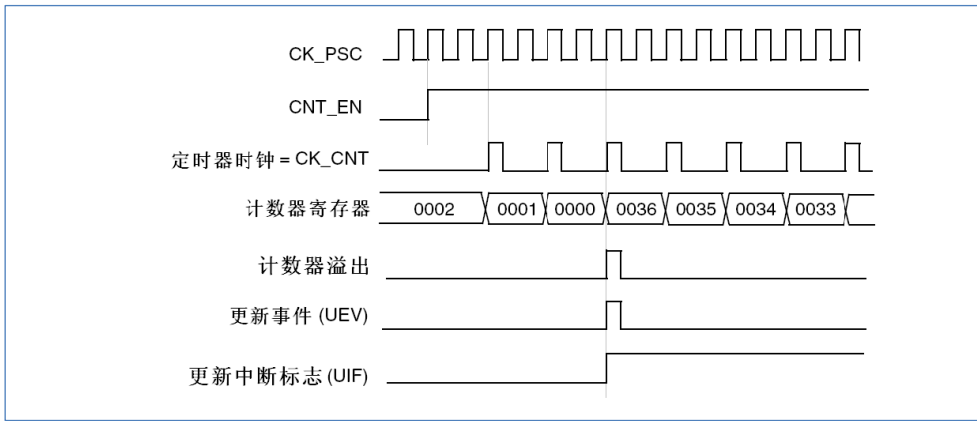 CK_PSC
CNT_EN
定时器时钟 = CK_CNT
计数器寄存器 0002 0001 0000 0036 0035 0034 0033
计数器溢出
更新事件 (UEV)
更新中断标志 (UIF)